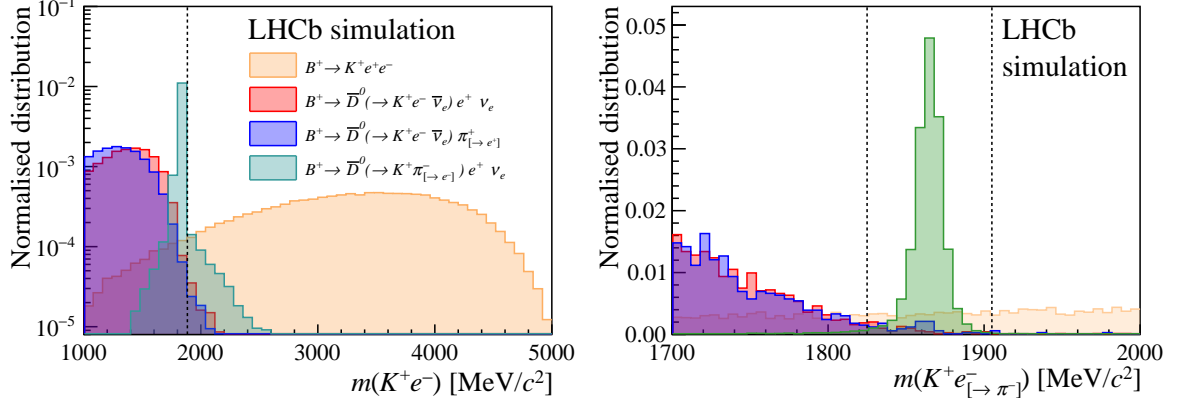 Normalised distribution
10⁻¹
10⁻²
10⁻³
10⁻⁴
10⁻⁵
LHCb simulation
B⁺→ K⁺e⁺e⁻
B⁺→ D̅⁰(→ K⁺e⁻ ν̅ₑ) e⁺ νₑ
B⁺→ D̅⁰(→ K⁺e⁻ ν̅ₑ) π⁺[→ e⁺]
B⁺→ D̅⁰(→ K⁺π⁻[→ e⁻]) e⁺ νₑ
1000 2000 3000 4000 5000
m(K⁺e⁻) [MeV/c²]
Normalised distribution
0.05
0.04
0.03
0.02
0.01
0.00
LHCb
simulation
1700 1800 1900 2000
m(K⁺e⁻[→ π⁻]) [MeV/c²]